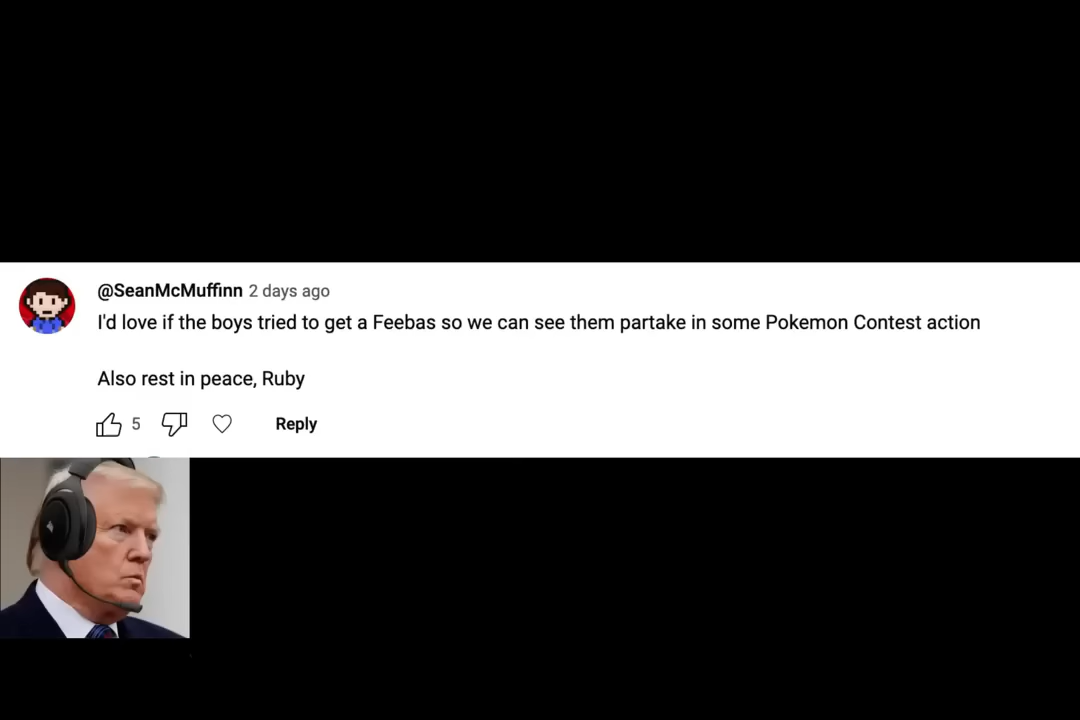 @SeanMcMuffinn 2 days ago
I'd love if the boys tried to get a Feebas so we can see them partake in some Pokemon Contest action
Also rest in peace, Ruby
5 Reply